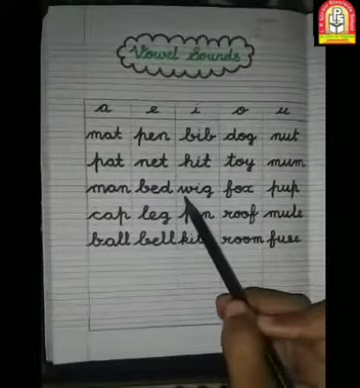 Vowel Sounds
a e i o u
mat pen bib dog nut
pat net hit toy mum
man bed wig fox pup
cap leg roof mule
ball bell room fuse